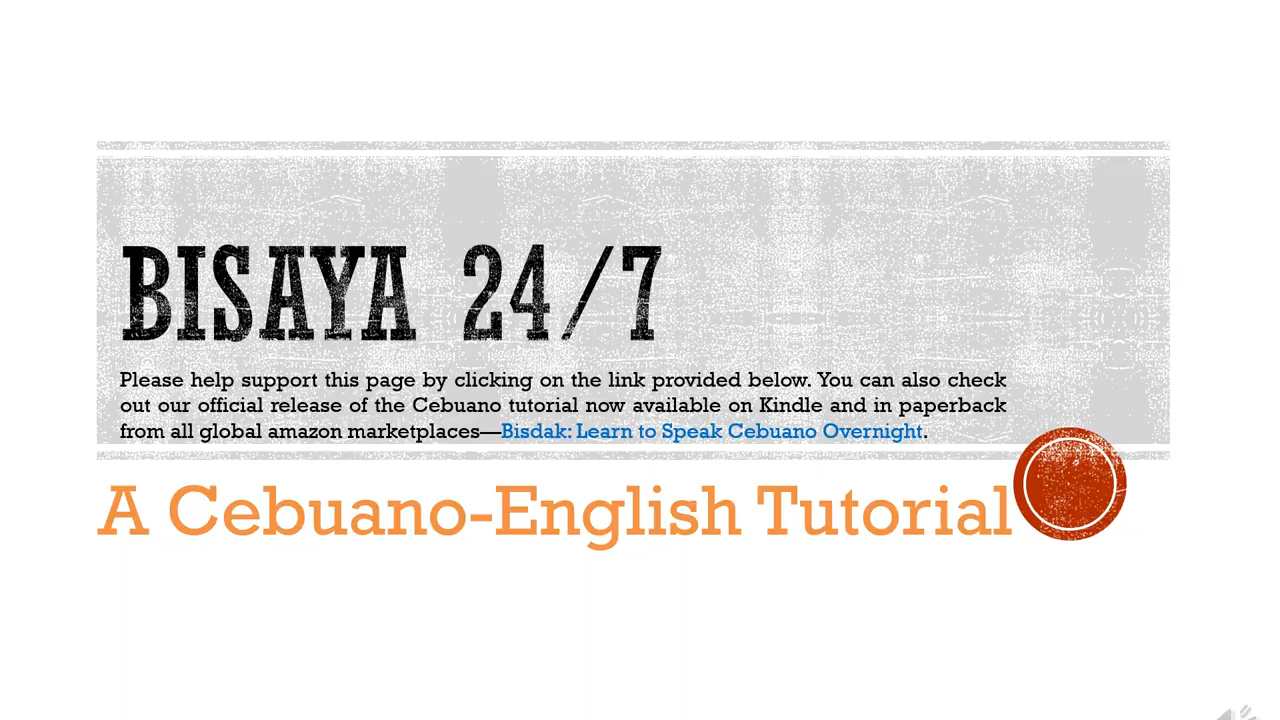 BISAYA 24/7
Please help support this page by clicking on the link provided below. You can also check
out our official release of the Cebuano tutorial now available on Kindle and in paperback
from all global amazon marketplaces—Bisdak: Learn to Speak Cebuano Overnight.
A Cebuano-English Tutorial